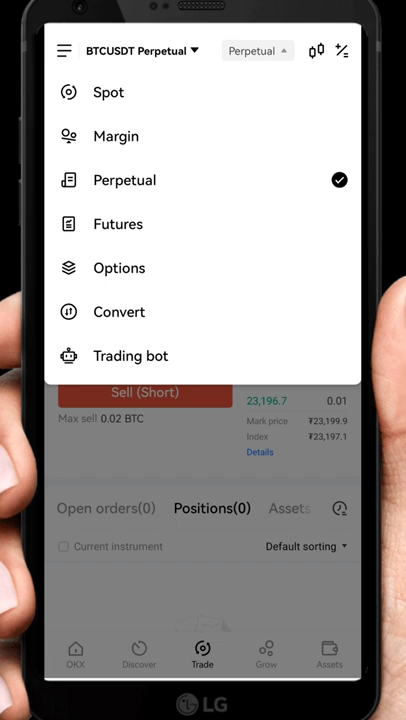 BTCUSDT Perpetual
Perpetual
Spot
Margin
Perpetual
Futures
Options
Convert
Trading bot
Sell (Short)
23,196.7 0.01
Max sell 0.02 BTC
Mark price ₮23,199.9
Index ₮23,197.1
Details
Open orders(0) Positions(0) Assets
Current instrument Default sorting
OKX Discover Trade Grow Assets
LG